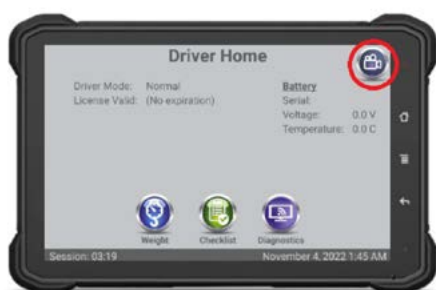 Driver Home
Driver Mode: Normal
License Valid: (No expiration)
Battery
Serial:
Voltage: 0.0 V
Temperature: 0.0 C
Weight
Checklist
Diagnostics
Session: 03:19
November 4, 2022 1:45 AM